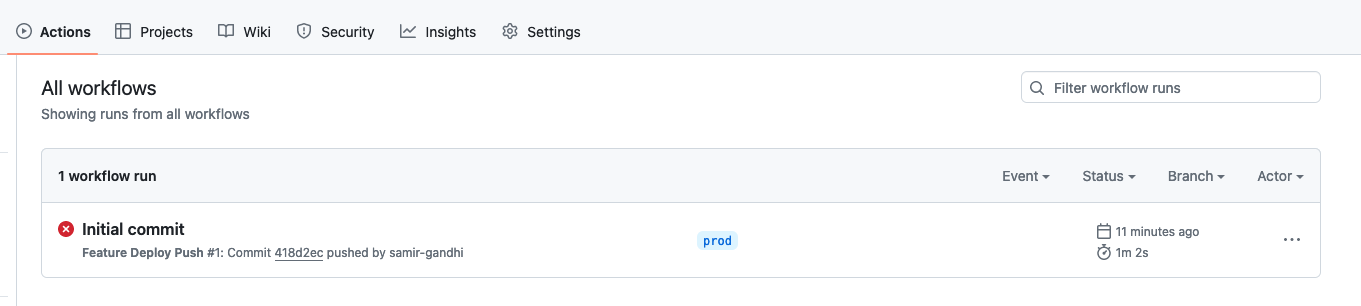 Actions Projects Wiki Security Insights Settings
All workflows
Filter workflow runs
Showing runs from all workflows
1 workflow run Event Status Branch Actor
Initial commit
prod
11 minutes ago
Feature Deploy Push #1: Commit 418d2ec pushed by samir-gandhi
1m 2s